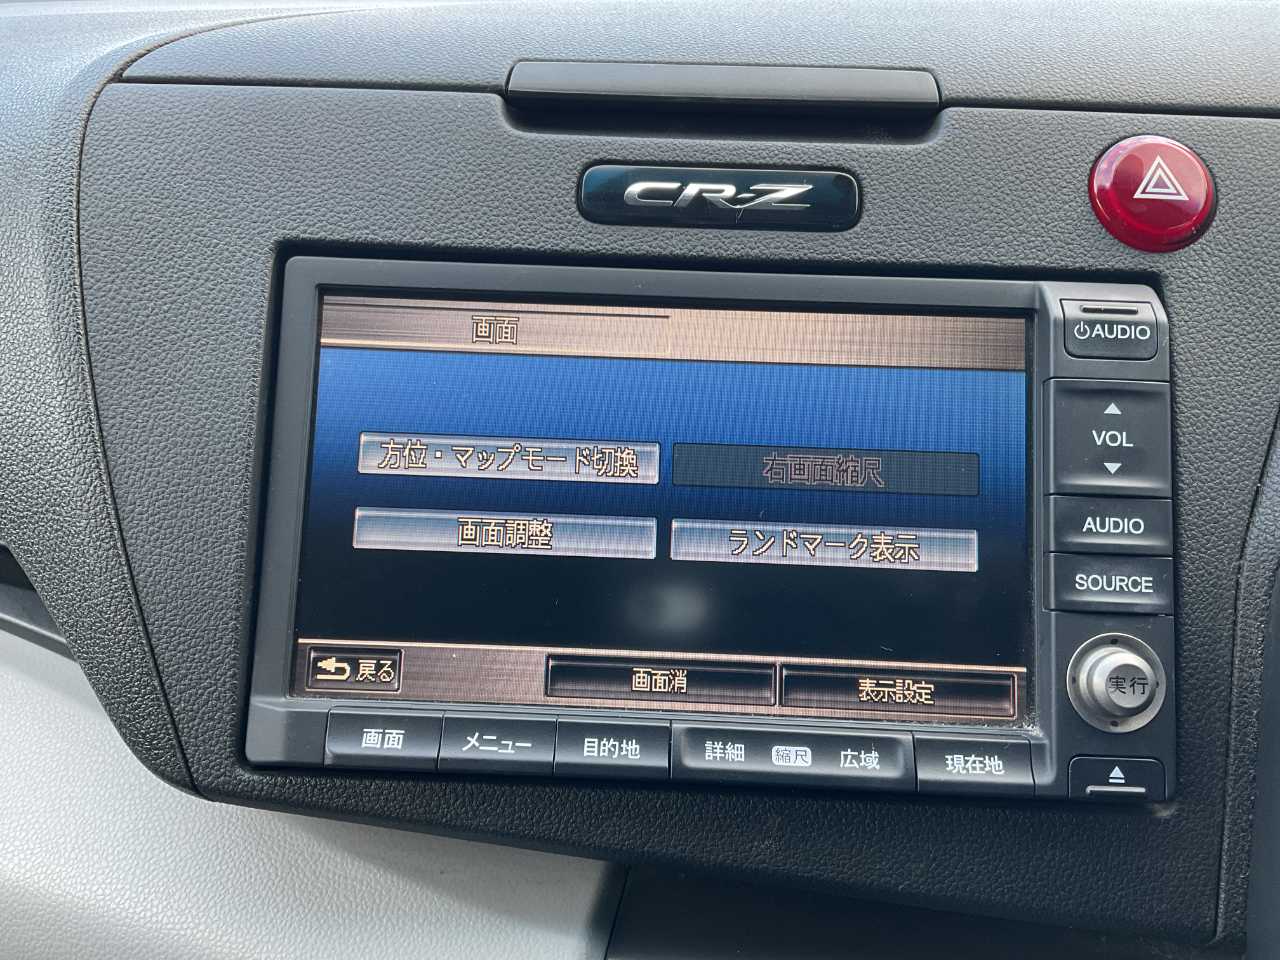 CR-Z
画面
方位・マップモード切換
右画面縮尺
画面調整
ランドマーク表示
戻る
画面消
表示設定
AUDIO
VOL
AUDIO
SOURCE
実行
画面
メニュー
目的地
詳細
縮尺
広域
現在地